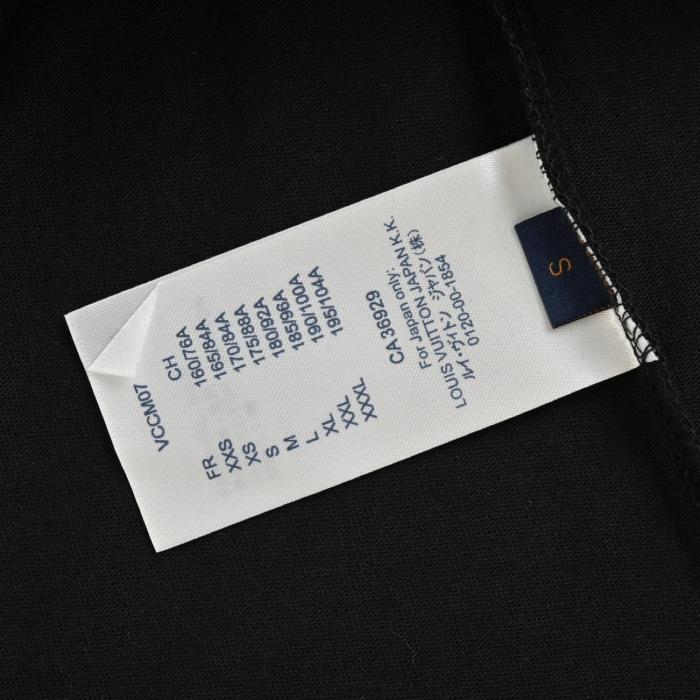 VCCM07
FR CH
XXS 160/76A
XS 165/84A
S 170/84A
M 175/88A
L 180/92A
XL 185/96A
XXL 190/100A
XXXL 195/104A
CA 36929
For Japan only:
LOUIS VUITTON JAPAN K.K.
ルイ・ヴィトン ジャパン(株)
0120-00-1854
S